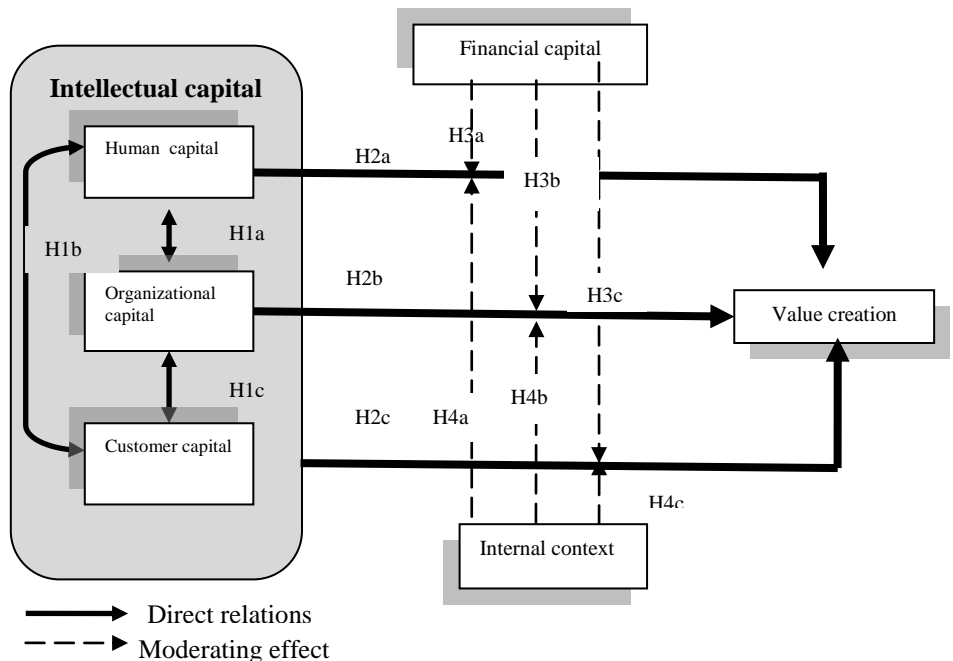 Financial capital
Intellectual capital
Human capital
H3a
H2a
H3b
H1a
H1b
H2b
Organizational
capital
H3c
Value creation
H1c
H4b
H2c
H4a
Customer capital
H4c
Internal context
Direct relations
Moderating effect